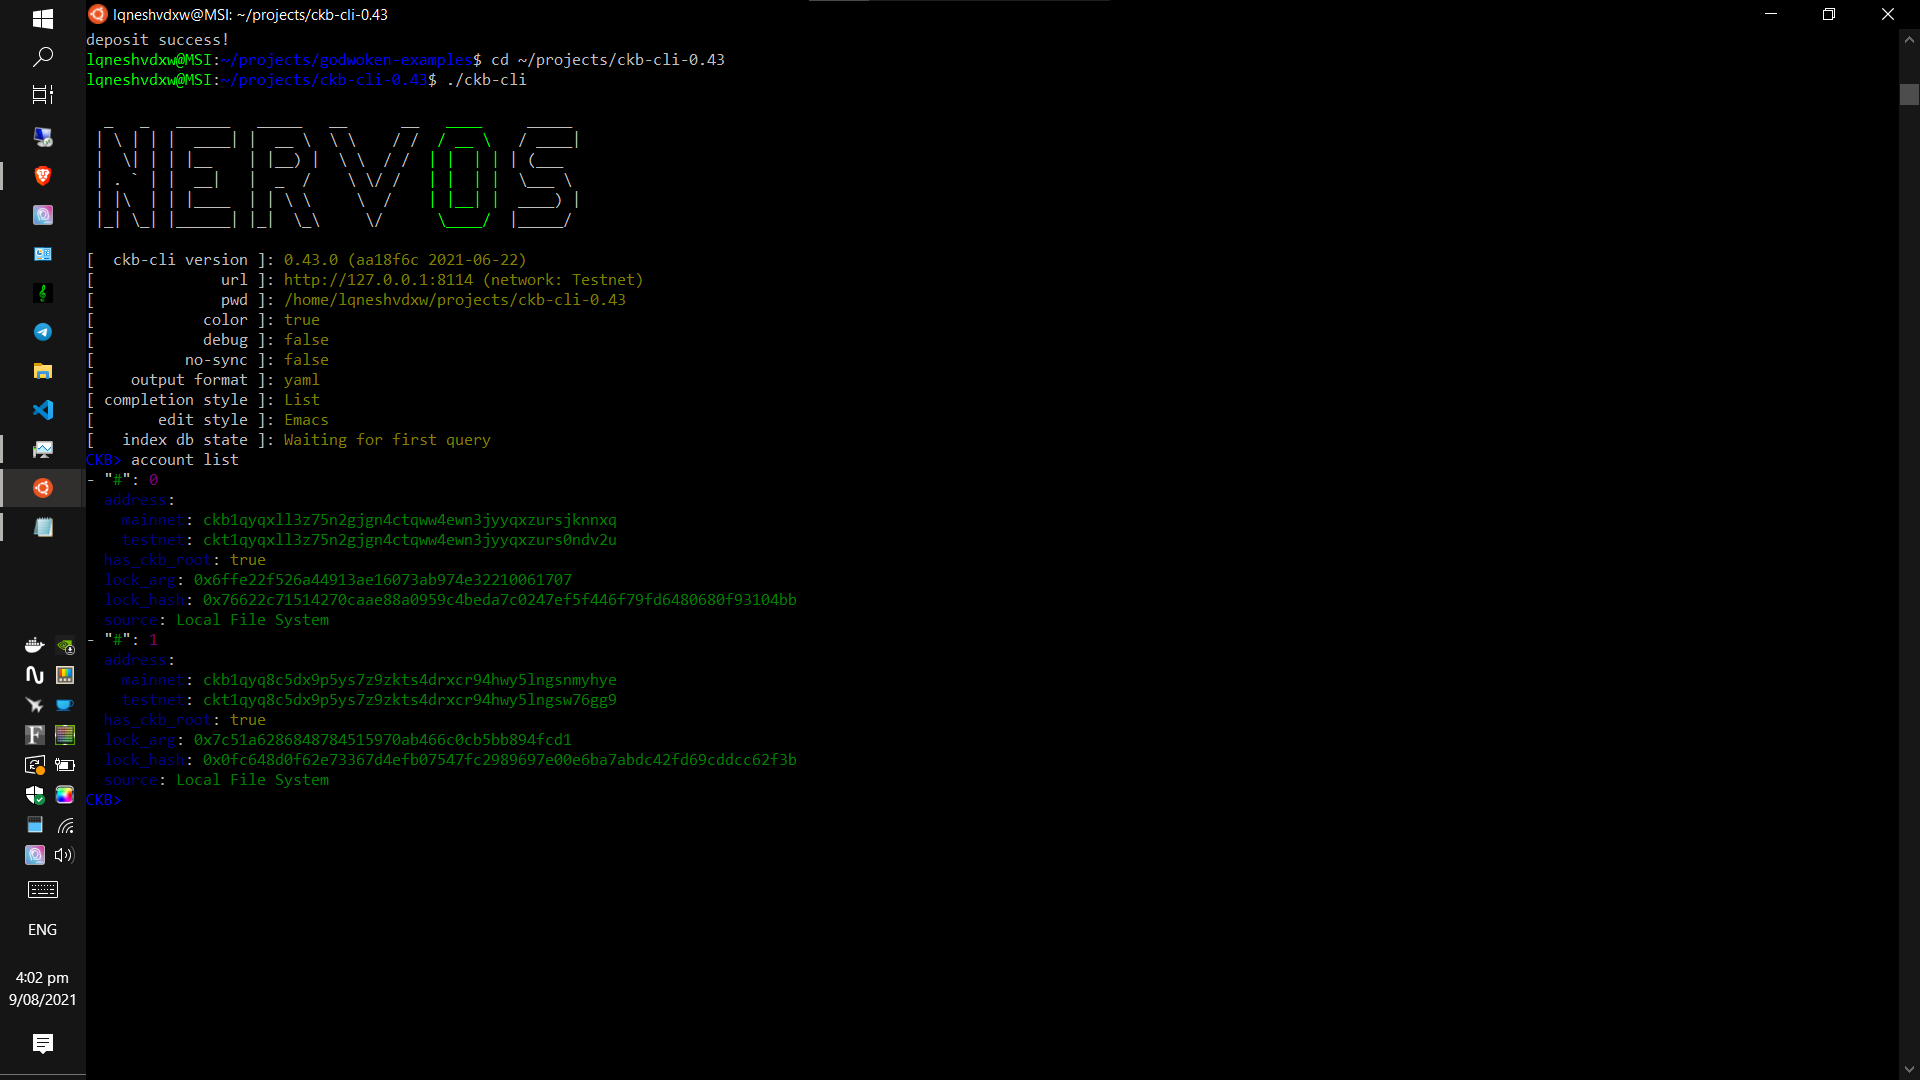 lqneshvdxw@MSI: ~/projects/ckb-cli-0.43
deposit success!
lqneshvdxw@MSI:~/projects/godwoken-examples$ cd ~/projects/ckb-cli-0.43
lqneshvdxw@MSI:~/projects/ckb-cli-0.43$ ./ckb-cli
NERVOS
[  ckb-cli version ]: 0.43.0 (aa18f6c 2021-06-22)
[              url ]: http://127.0.0.1:8114 (network: Testnet)
[              pwd ]: /home/lqneshvdxw/projects/ckb-cli-0.43
[            color ]: true
[            debug ]: false
[          no-sync ]: false
[    output format ]: yaml
[ completion style ]: List
[       edit style ]: Emacs
[   index db state ]: Waiting for first query
CKB> account list
- "#": 0
  address:
    mainnet: ckb1qyqxll3z75n2gjgn4ctqww4ewn3jyyqxzursjknnxq
    testnet: ckt1qyqxll3z75n2gjgn4ctqww4ewn3jyyqxzurs0ndv2u
  has_ckb_root: true
  lock_arg: 0x6ffe22f526a44913ae16073ab974e32210061707
  lock_hash: 0x76622c71514270caae88a0959c4beda7c0247ef5f446f79fd6480680f93104bb
  source: Local File System
- "#": 1
  address:
    mainnet: ckb1qyq8c5dx9p5ys7z9zkts4drxcr94hwy5lngsnmyhye
    testnet: ckt1qyq8c5dx9p5ys7z9zkts4drxcr94hwy5lngsw76gg9
  has_ckb_root: true
  lock_arg: 0x7c51a6286848784515970ab466c0cb5bb894fcd1
  lock_hash: 0x0fc648d0f62e73367d4efb07547fc2989697e00e6ba7abdc42fd69cddcc62f3b
  source: Local File System
CKB>
ENG
4:02 pm
9/08/2021